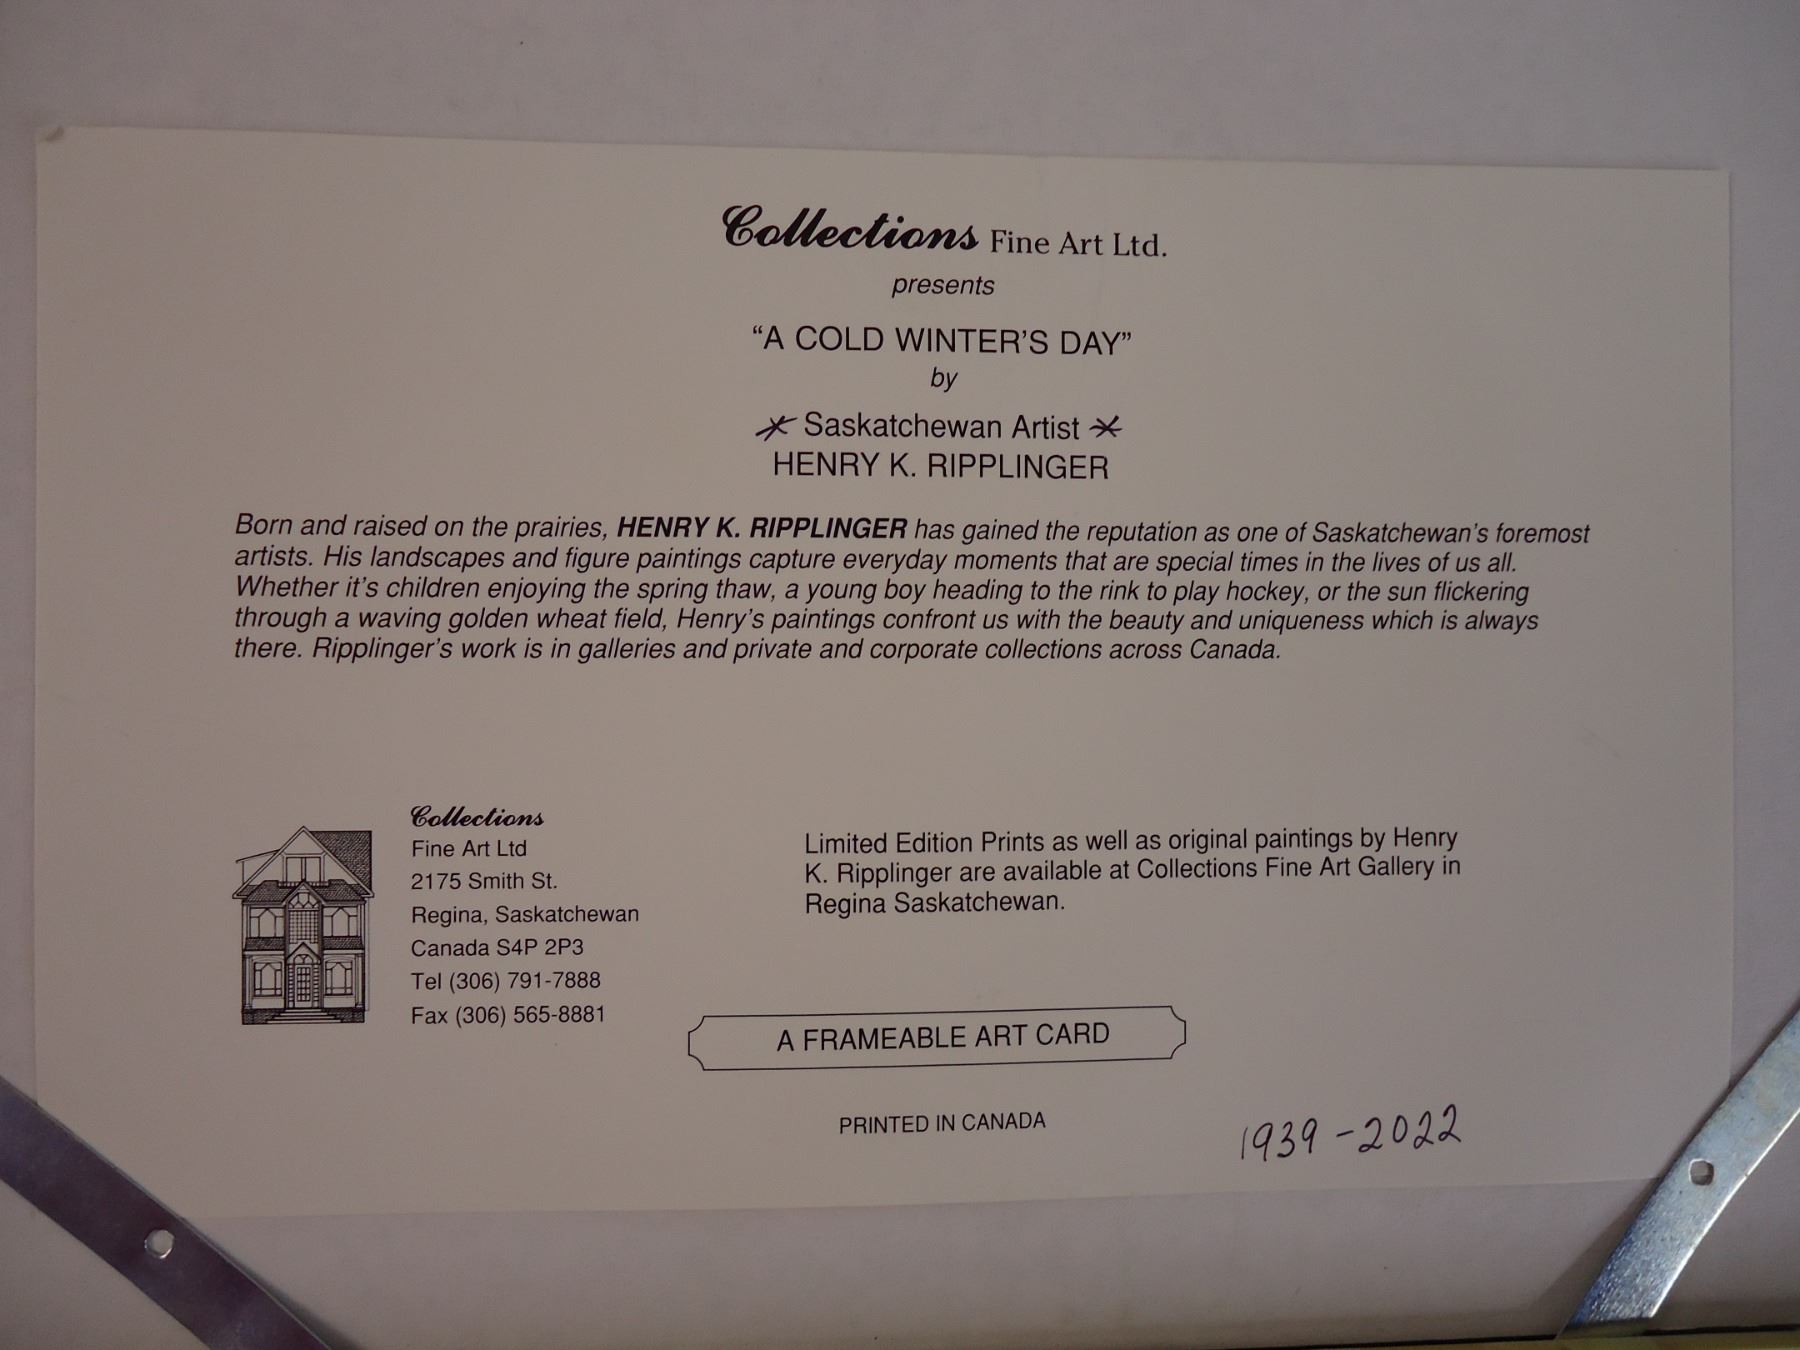 Collections Fine Art Ltd.
presents
"A COLD WINTER'S DAY"
by
Saskatchewan Artist
HENRY K. RIPPLINGER
Born and raised on the prairies, HENRY K. RIPPLINGER has gained the reputation as one of Saskatchewan's foremost
artists. His landscapes and figure paintings capture everyday moments that are special times in the lives of us all.
Whether it's children enjoying the spring thaw, a young boy heading to the rink to play hockey, or the sun flickering
through a waving golden wheat field, Henry's paintings confront us with the beauty and uniqueness which is always
there. Ripplinger's work is in galleries and private and corporate collections across Canada.
Collections
Fine Art Ltd
2175 Smith St.
Regina, Saskatchewan
Canada S4P 2P3
Tel (306) 791-7888
Fax (306) 565-8881
Limited Edition Prints as well as original paintings by Henry
K. Ripplinger are available at Collections Fine Art Gallery in
Regina Saskatchewan.
A FRAMEABLE ART CARD
PRINTED IN CANADA
1939-2022